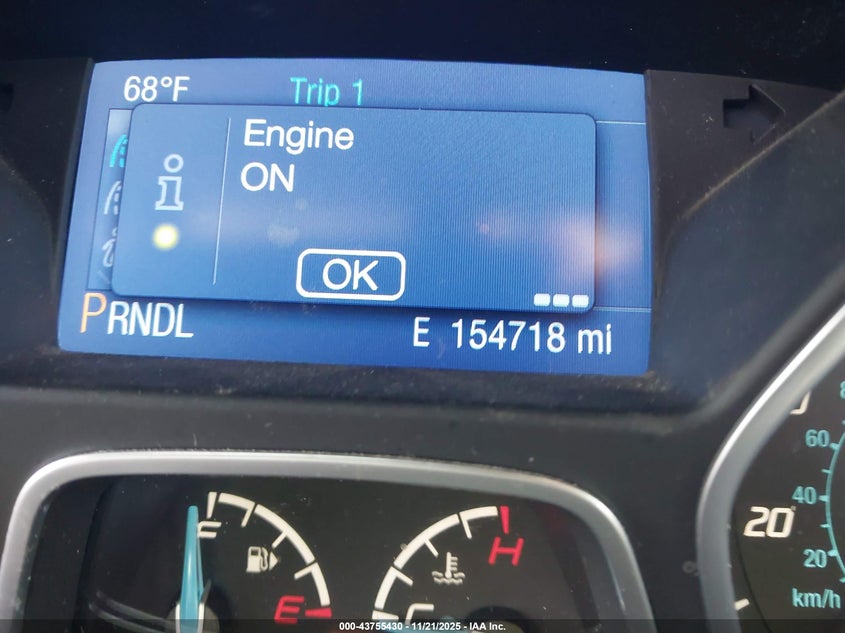 68°F Trip 1
Engine
ON
i
OK
PRNDL E 154718 mi
F H
60
40
20 20
km/h
E C
000-43755430 - 11/21/2025 - IAA Inc.